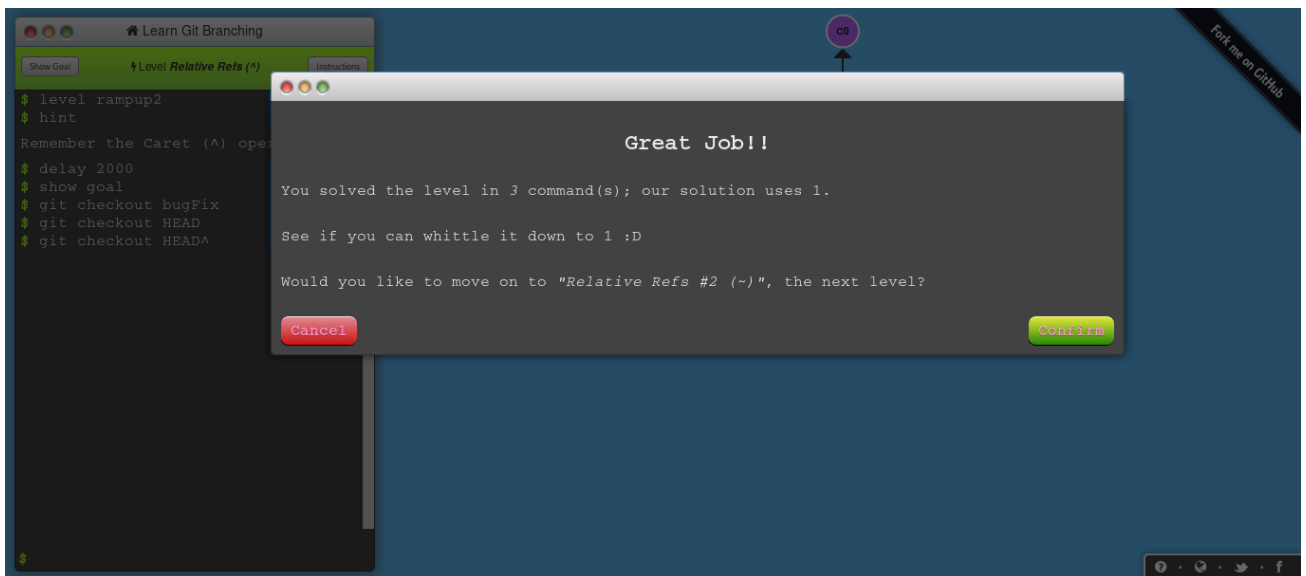 Learn Git Branching
Show Goal
Level Relative Refs (^)
Instructions
$ level rampup2
$ hint
Remember the Caret (^) ope
$ delay 2000
$ show goal
$ git checkout bugFix
$ git checkout HEAD
$ git checkout HEAD^
$
C0
Fork me on GitHub
Great Job!!
You solved the level in 3 command(s); our solution uses 1.
See if you can whittle it down to 1 :D
Would you like to move on to "Relative Refs #2 (~)", the next level?
Cancel
Confirm